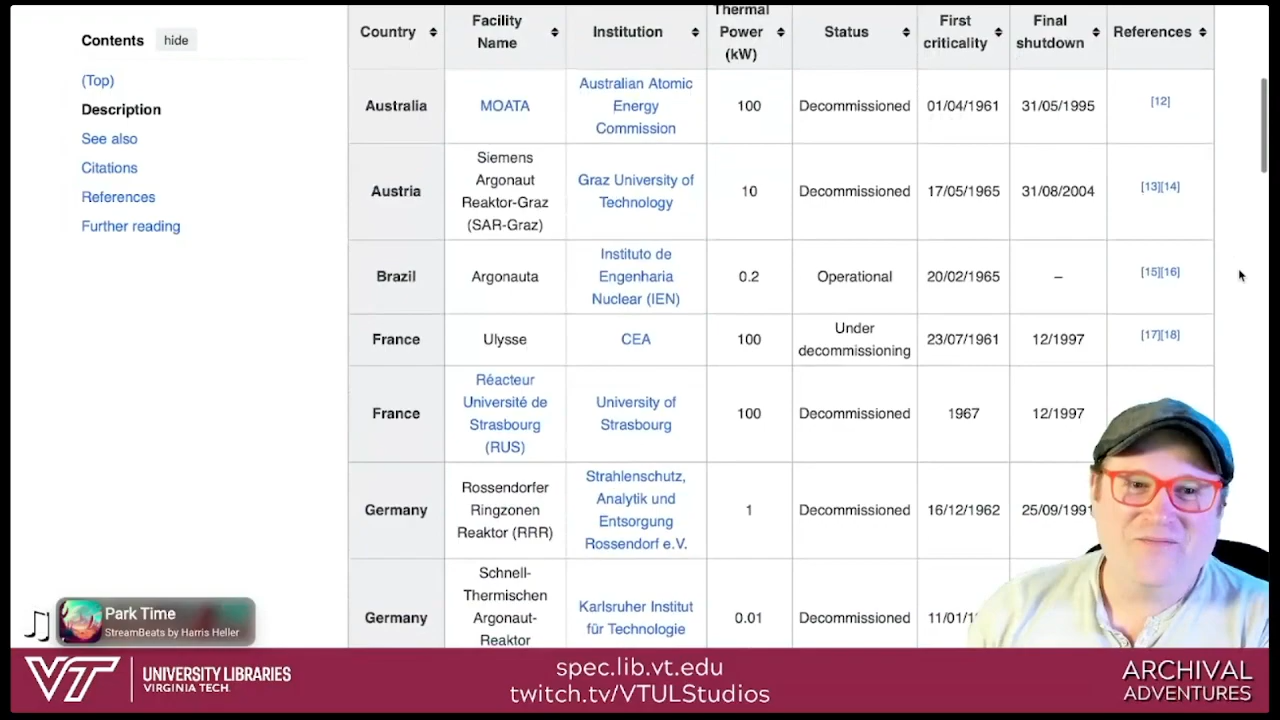 Contents hide
(Top)
Description
See also
Citations
References
Further reading
Country Facility Name Institution Thermal Power (kW) Status First criticality Final shutdown References
Australia MOATA Australian Atomic Energy Commission 100 Decommissioned 01/04/1961 31/05/1995 [12]
Austria Siemens Argonaut Reaktor-Graz (SAR-Graz) Graz University of Technology 10 Decommissioned 17/05/1965 31/08/2004 [13][14]
Brazil Argonauta Instituto de Engenharia Nuclear (IEN) 0.2 Operational 20/02/1965 – [15][16]
France Ulysse CEA 100 Under decommissioning 23/07/1961 12/1997 [17][18]
France Réacteur Université de Strasbourg (RUS) University of Strasbourg 100 Decommissioned 1967 12/1997
Germany Rossendorfer Ringzonen Reaktor (RRR) Strahlenschutz, Analytik und Entsorgung Rossendorf e.V. 1 Decommissioned 16/12/1962 25/09/1991
Germany Schnell-Thermischen Argonaut-Reaktor Karlsruher Institut für Technologie 0.01 Decommissioned 11/01/
Park Time
StreamBeats by Harris Heller
VT UNIVERSITY LIBRARIES
VIRGINIA TECH.
spec.lib.vt.edu
twitch.tv/VTULStudios
ARCHIVAL
ADVENTURES